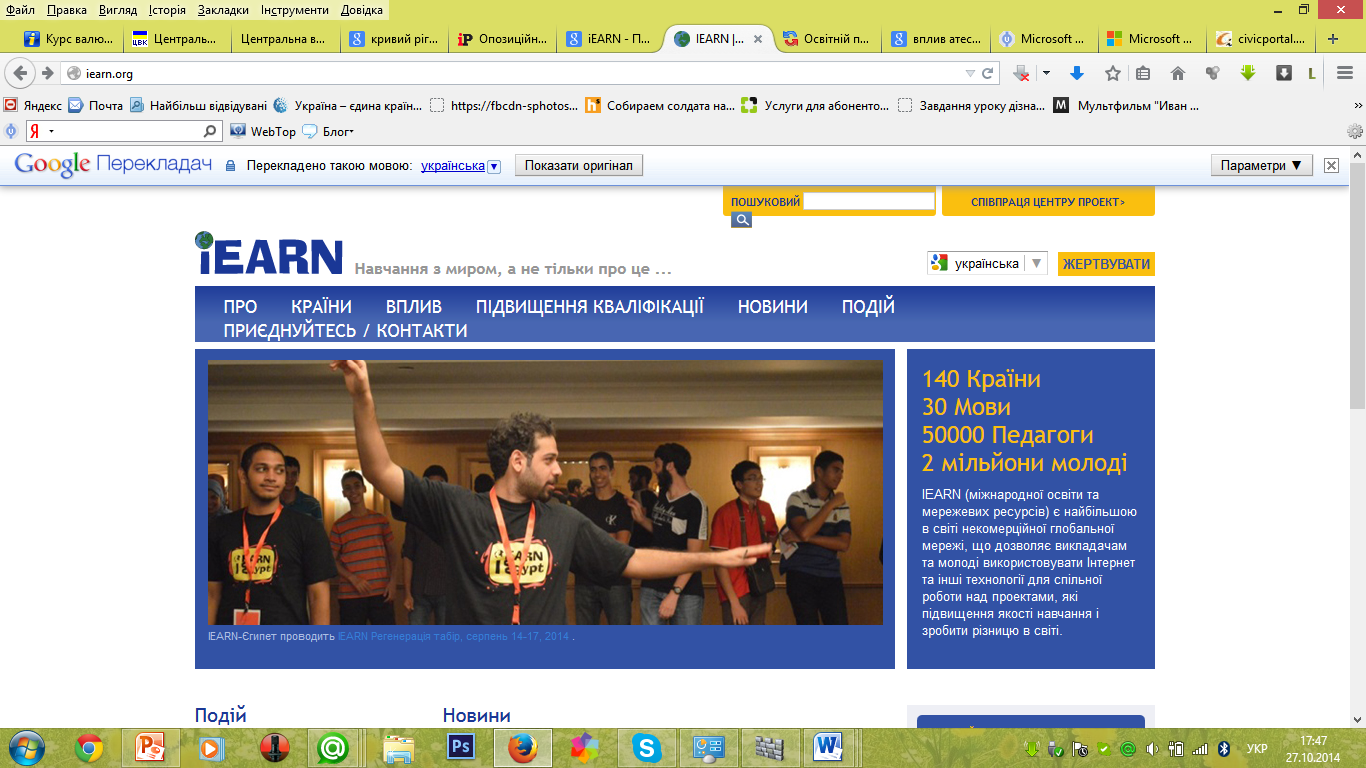 Файл Правка Вигляд Історія Закладки Інструменти Довідка
Курс валю... Централь... Центральна в... кривий ріг... Опозиційн... iEARN - П... IEARN |... Освітній п... вплив атес... Microsoft ... Microsoft ... civicportal....
iearn.org
Яндекс Почта Найбільш відвідувані Україна – єдина країн... https://fbcdn-sphotos... Собираем солдата на... Услуги для абоненто... Завдання уроку дізна... Мультфильм "Иван ...
Я WebTop Блог
Google Перекладач Перекладено такою мовою: українська Показати оригінал Параметри ▼
ПОШУКОВИЙ СПІВПРАЦЯ ЦЕНТРУ ПРОЕКТ>
iEARN Навчання з миром, а не тільки про це ... українська ▼ ЖЕРТВУВАТИ
ПРО КРАЇНИ ВПЛИВ ПІДВИЩЕННЯ КВАЛІФІКАЦІЇ НОВИНИ ПОДІЙ
ПРИЄДНУЙТЕСЬ / КОНТАКТИ
140 Країни
30 Мови
50000 Педагоги
2 мільйони молоді
IEARN (міжнародної освіти та
мережевих ресурсів) є найбільшою
в світі некомерційної глобальної
мережі, що дозволяє викладачам
та молоді використовувати Інтернет
та інші технології для спільної
роботи над проектами, які
підвищення якості навчання і
зробити різницю в світі.
IEARN-Єгипет проводить IEARN Регенерація табір, серпень 14-17, 2014 .
Подій Новини
УКР 17:47
27.10.2014